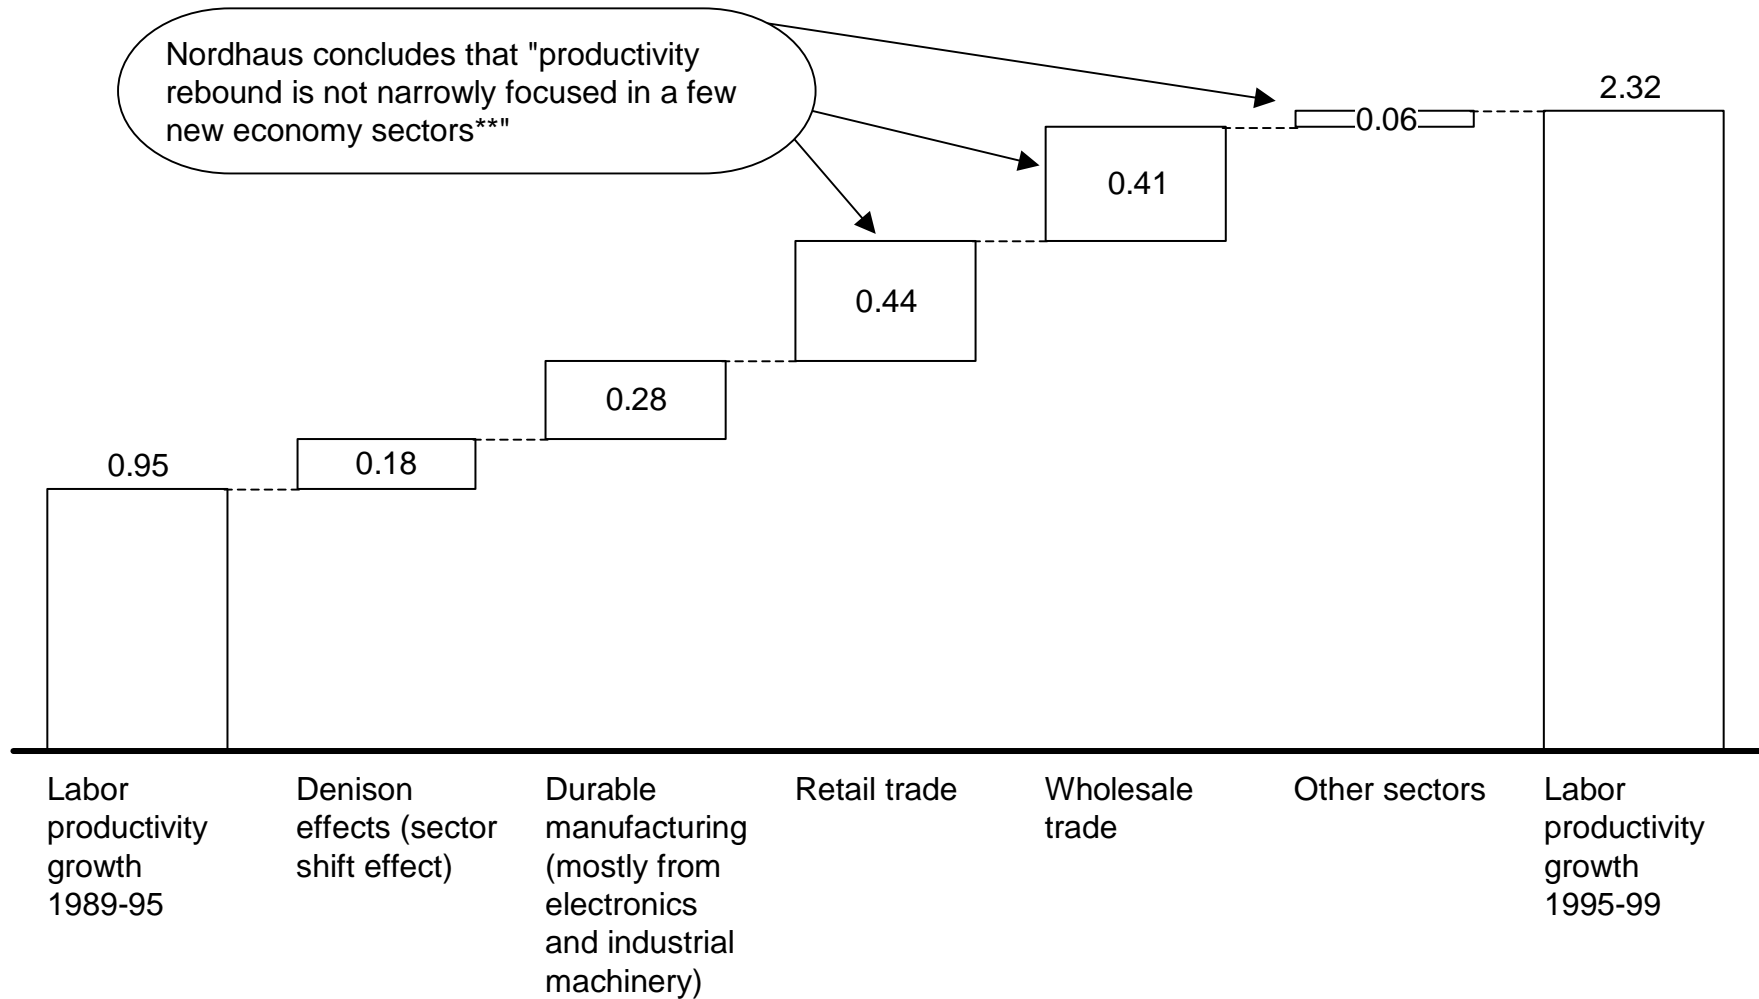 Nordhaus concludes that "productivity
rebound is not narrowly focused in a few
new economy sectors**"
2.32
0.06
0.41
0.44
0.28
0.95
0.18
Labor
productivity
growth
1989-95
Denison
effects (sector
shift effect)
Durable
manufacturing
(mostly from
electronics
and industrial
machinery)
Retail trade
Wholesale
trade
Other sectors
Labor
productivity
growth
1995-99